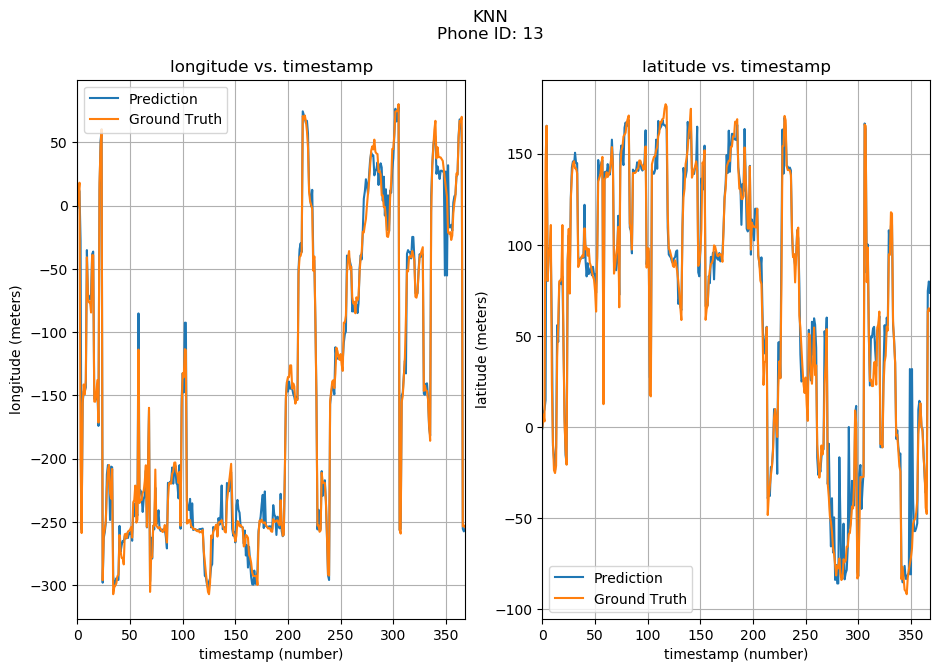 KNN
Phone ID: 13
longitude vs. timestamp
Prediction
Ground Truth
50
0
−50
−100
−150
−200
−250
−300
longitude (meters)
0 50 100 150 200 250 300 350
timestamp (number)
latitude vs. timestamp
150
100
50
0
−50
−100
latitude (meters)
Prediction
Ground Truth
0 50 100 150 200 250 300 350
timestamp (number)